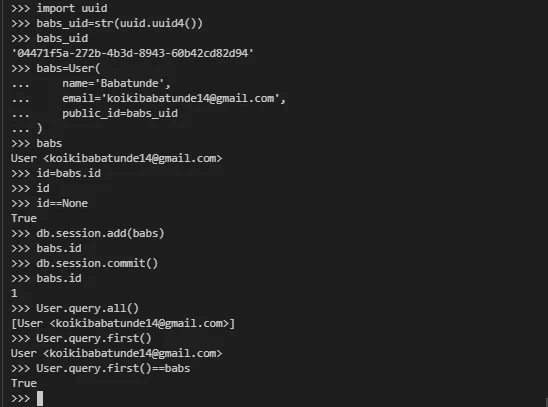 >>> import uuid
>>> babs_uid=str(uuid.uuid4())
>>> babs_uid
'04471f5a-272b-4b3d-8943-60b42cd82d94'
>>> babs=User(
...     name='Babatunde',
...     email='koikibabatunde14@gmail.com',
...     public_id=babs_uid
... )
>>> babs
User <koikibabatunde14@gmail.com>
>>> id=babs.id
>>> id
>>> id==None
True
>>> db.session.add(babs)
>>> babs.id
>>> db.session.commit()
>>> babs.id
1
>>> User.query.all()
[User <koikibabatunde14@gmail.com>]
>>> User.query.first()
User <koikibabatunde14@gmail.com>
>>> User.query.first()==babs
True
>>>